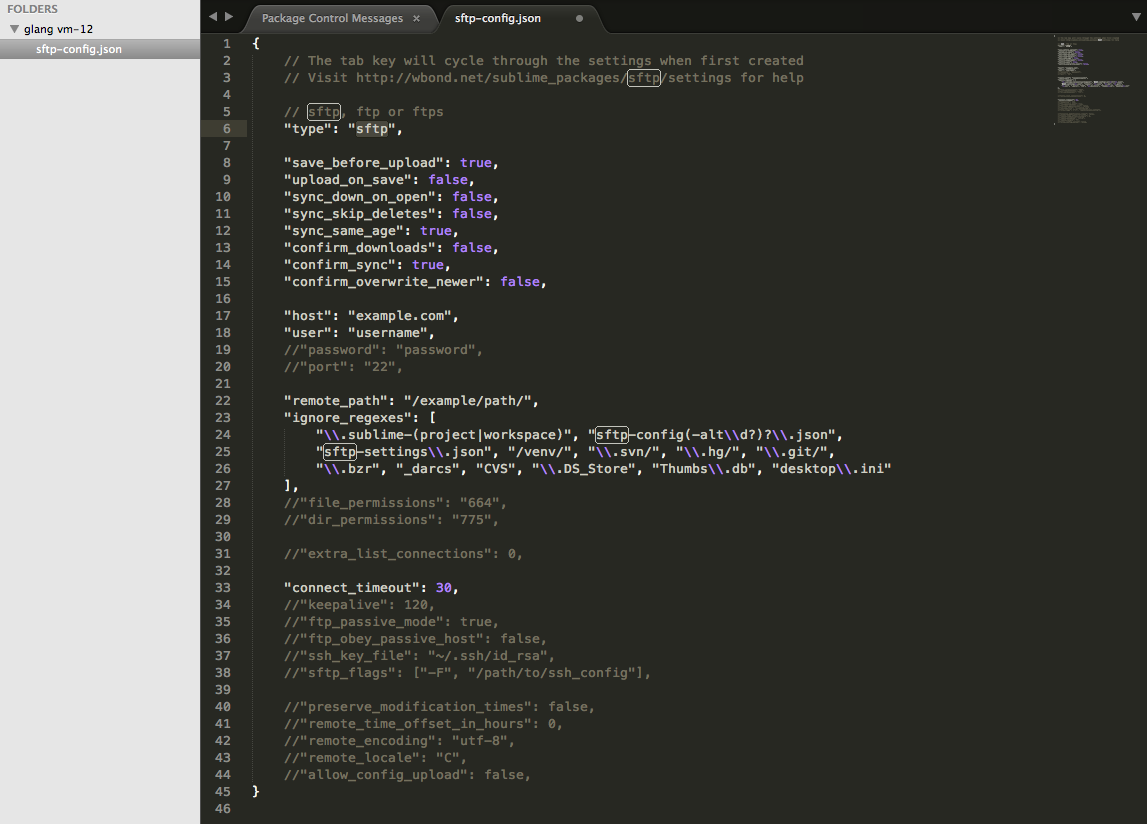 FOLDERS
glang vm-12
sftp-config.json
Package Control Messages ×
sftp-config.json
1 {
2 // The tab key will cycle through the settings when first created
3 // Visit http://wbond.net/sublime_packages/sftp/settings for help
4
5 // sftp, ftp or ftps
6 "type": "sftp",
7
8 "save_before_upload": true,
9 "upload_on_save": false,
10 "sync_down_on_open": false,
11 "sync_skip_deletes": false,
12 "sync_same_age": true,
13 "confirm_downloads": false,
14 "confirm_sync": true,
15 "confirm_overwrite_newer": false,
16
17 "host": "example.com",
18 "user": "username",
19 //"password": "password",
20 //"port": "22",
21
22 "remote_path": "/example/path/",
23 "ignore_regexes": [
24 "\\.sublime-(project|workspace)", "sftp-config(-alt\\d?)?\\.json",
25 "sftp-settings\\.json", "/venv/", "\\.svn/", "\\.hg/", "\\.git/",
26 "\\.bzr", "_darcs", "CVS", "\\.DS_Store", "Thumbs\\.db", "desktop\\.ini"
27 ],
28 //"file_permissions": "664",
29 //"dir_permissions": "775",
30
31 //"extra_list_connections": 0,
32
33 "connect_timeout": 30,
34 //"keepalive": 120,
35 //"ftp_passive_mode": true,
36 //"ftp_obey_passive_host": false,
37 //"ssh_key_file": "~/.ssh/id_rsa",
38 //"sftp_flags": ["-F", "/path/to/ssh_config"],
39
40 //"preserve_modification_times": false,
41 //"remote_time_offset_in_hours": 0,
42 //"remote_encoding": "utf-8",
43 //"remote_locale": "C",
44 //"allow_config_upload": false,
45 }
46